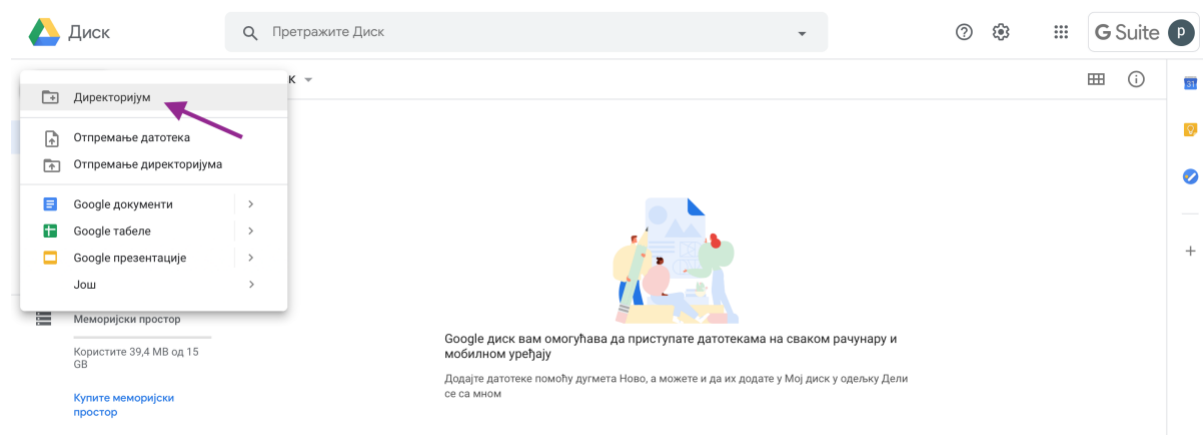 Диск
Претражите Диск
G Suite
p
к
Директоријум
31
Отпремање датотека
Отпремање директоријума
Google документи
Google табеле
Google презентације
Још
Меморијски простор
Користите 39,4 MB од 15
GB
Купите меморијски
простор
Google диск вам омогућава да приступате датотекама на сваком рачунару и
мобилном уређају
Додајте датотеке помоћу дугмета Ново, а можете и да их додате у Мој диск у одељку Дели
се са мном